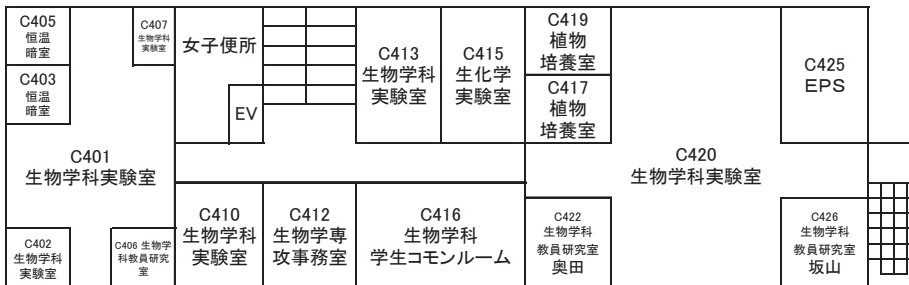 C405
恒温
暗室
C407
生物学科
実験室
女子便所
C403
恒温
暗室
EV
C413
生物学科
実験室
C415
生化学
実験室
C419
植物
培養室
C417
植物
培養室
C425
EPS
C401
生物学科実験室
C420
生物学科実験室
C402
生物学科
実験室
C406 生物学
科教員研究
室
C410
生物学科
実験室
C412
生物学専
攻事務室
C416
生物学科
学生コモンルーム
C422
生物学科
教員研究室
奥田
C426
生物学科
教員研究室
坂山